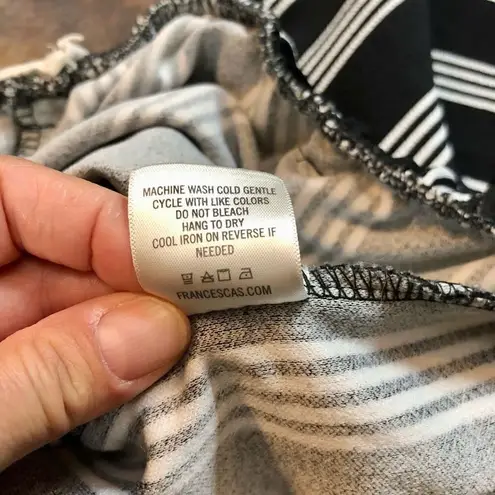 MACHINE WASH COLD GENTLE
CYCLE WITH LIKE COLORS
DO NOT BLEACH
HANG TO DRY
COOL IRON ON REVERSE IF
NEEDED
FRANCESCAS.COM